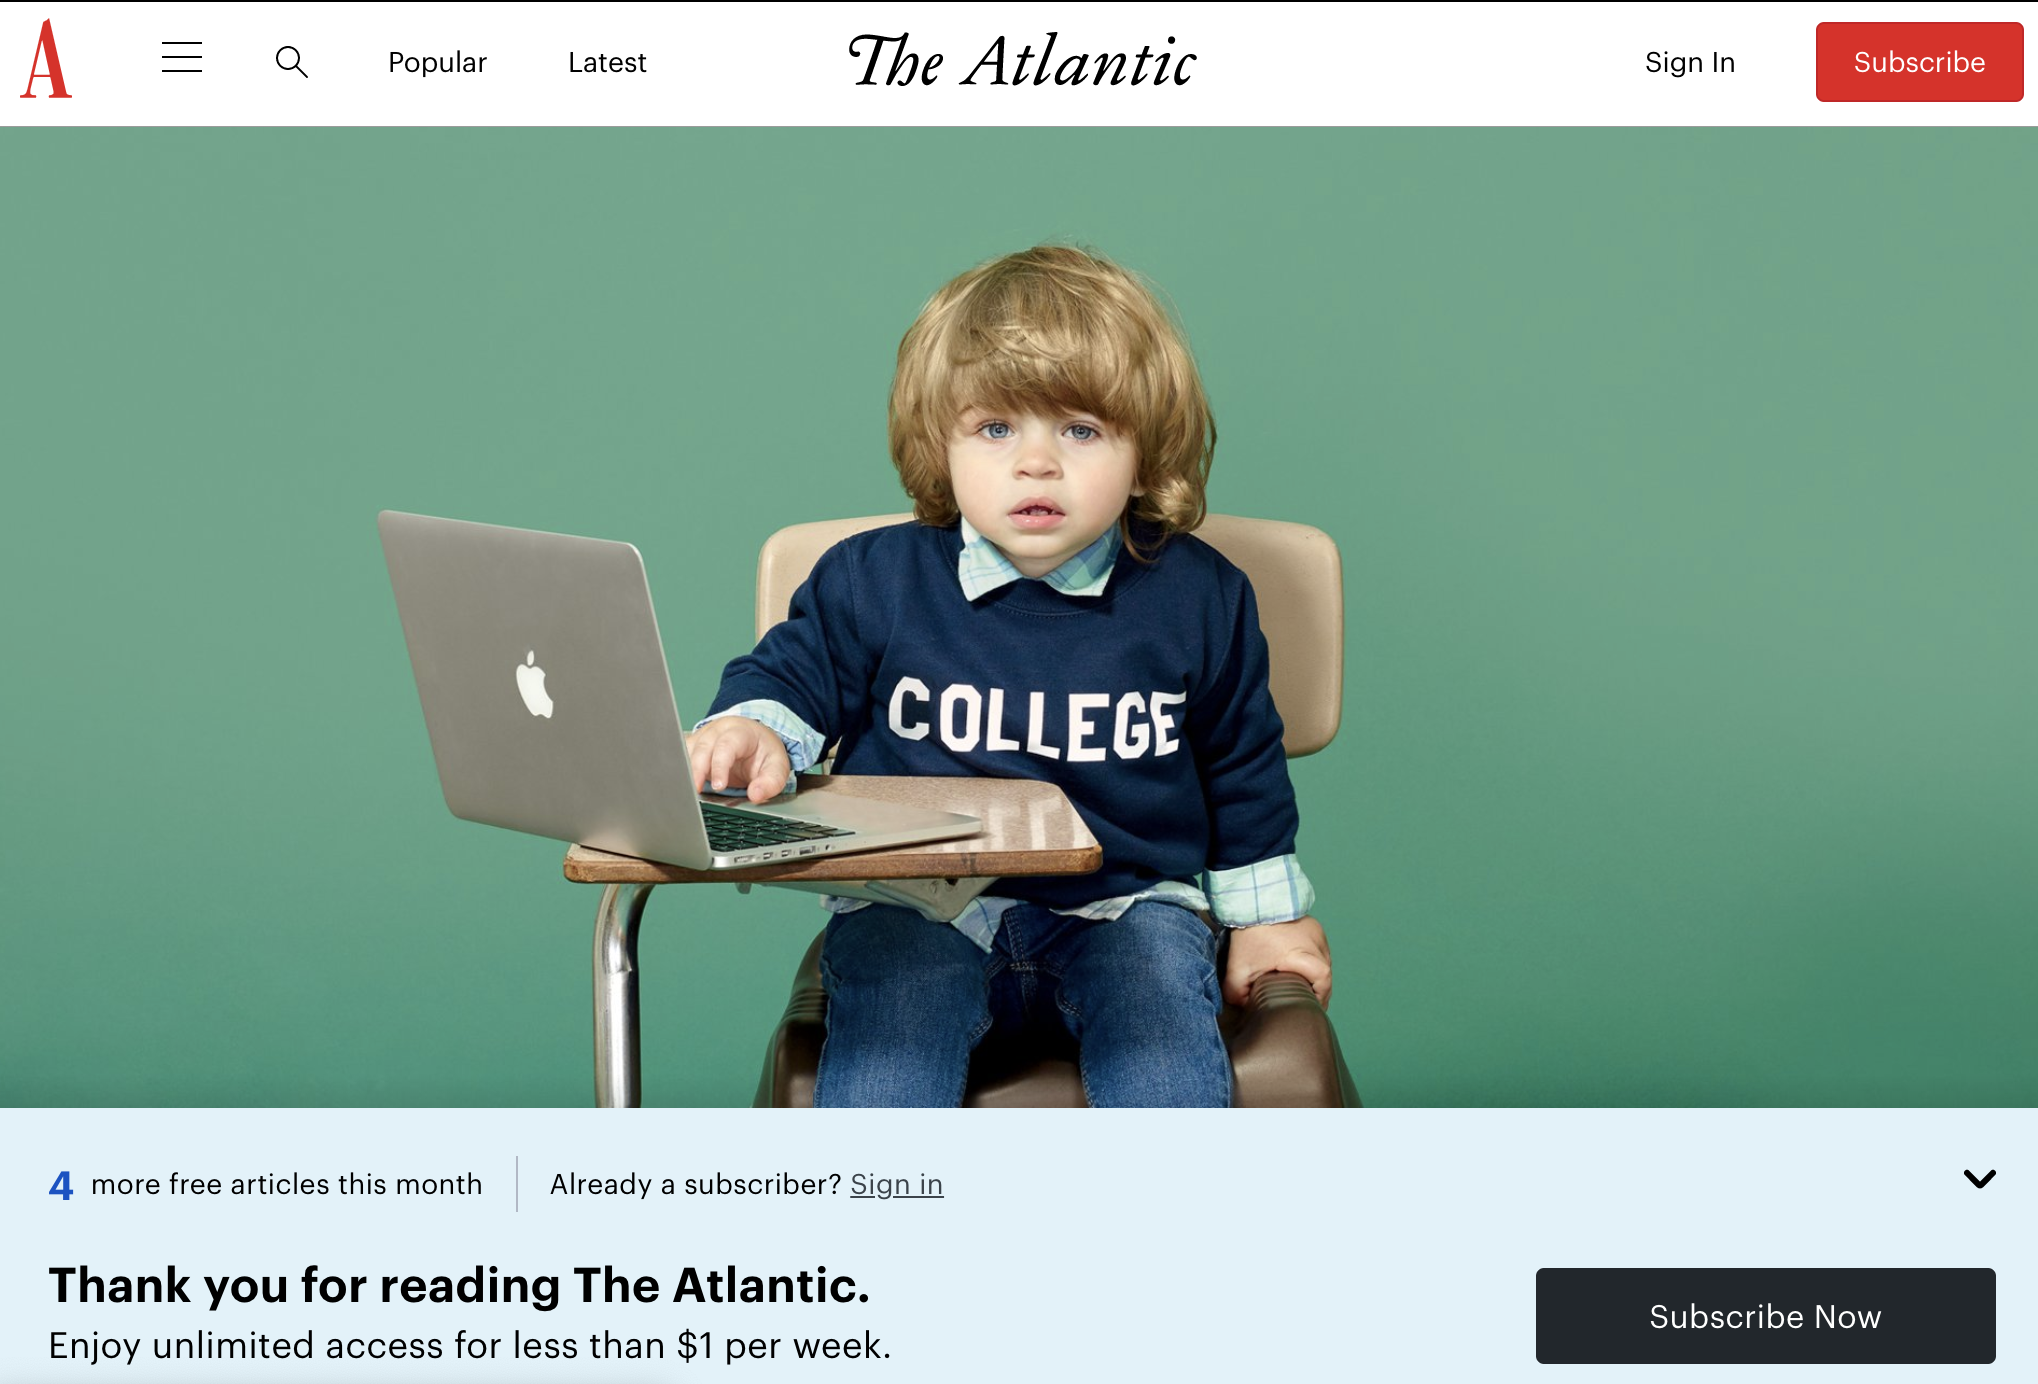 A
Popular
Latest
The Atlantic
Sign In
Subscribe
COLLEGE
4 more free articles this month
Already a subscriber? Sign in
Thank you for reading The Atlantic.
Enjoy unlimited access for less than $1 per week.
Subscribe Now